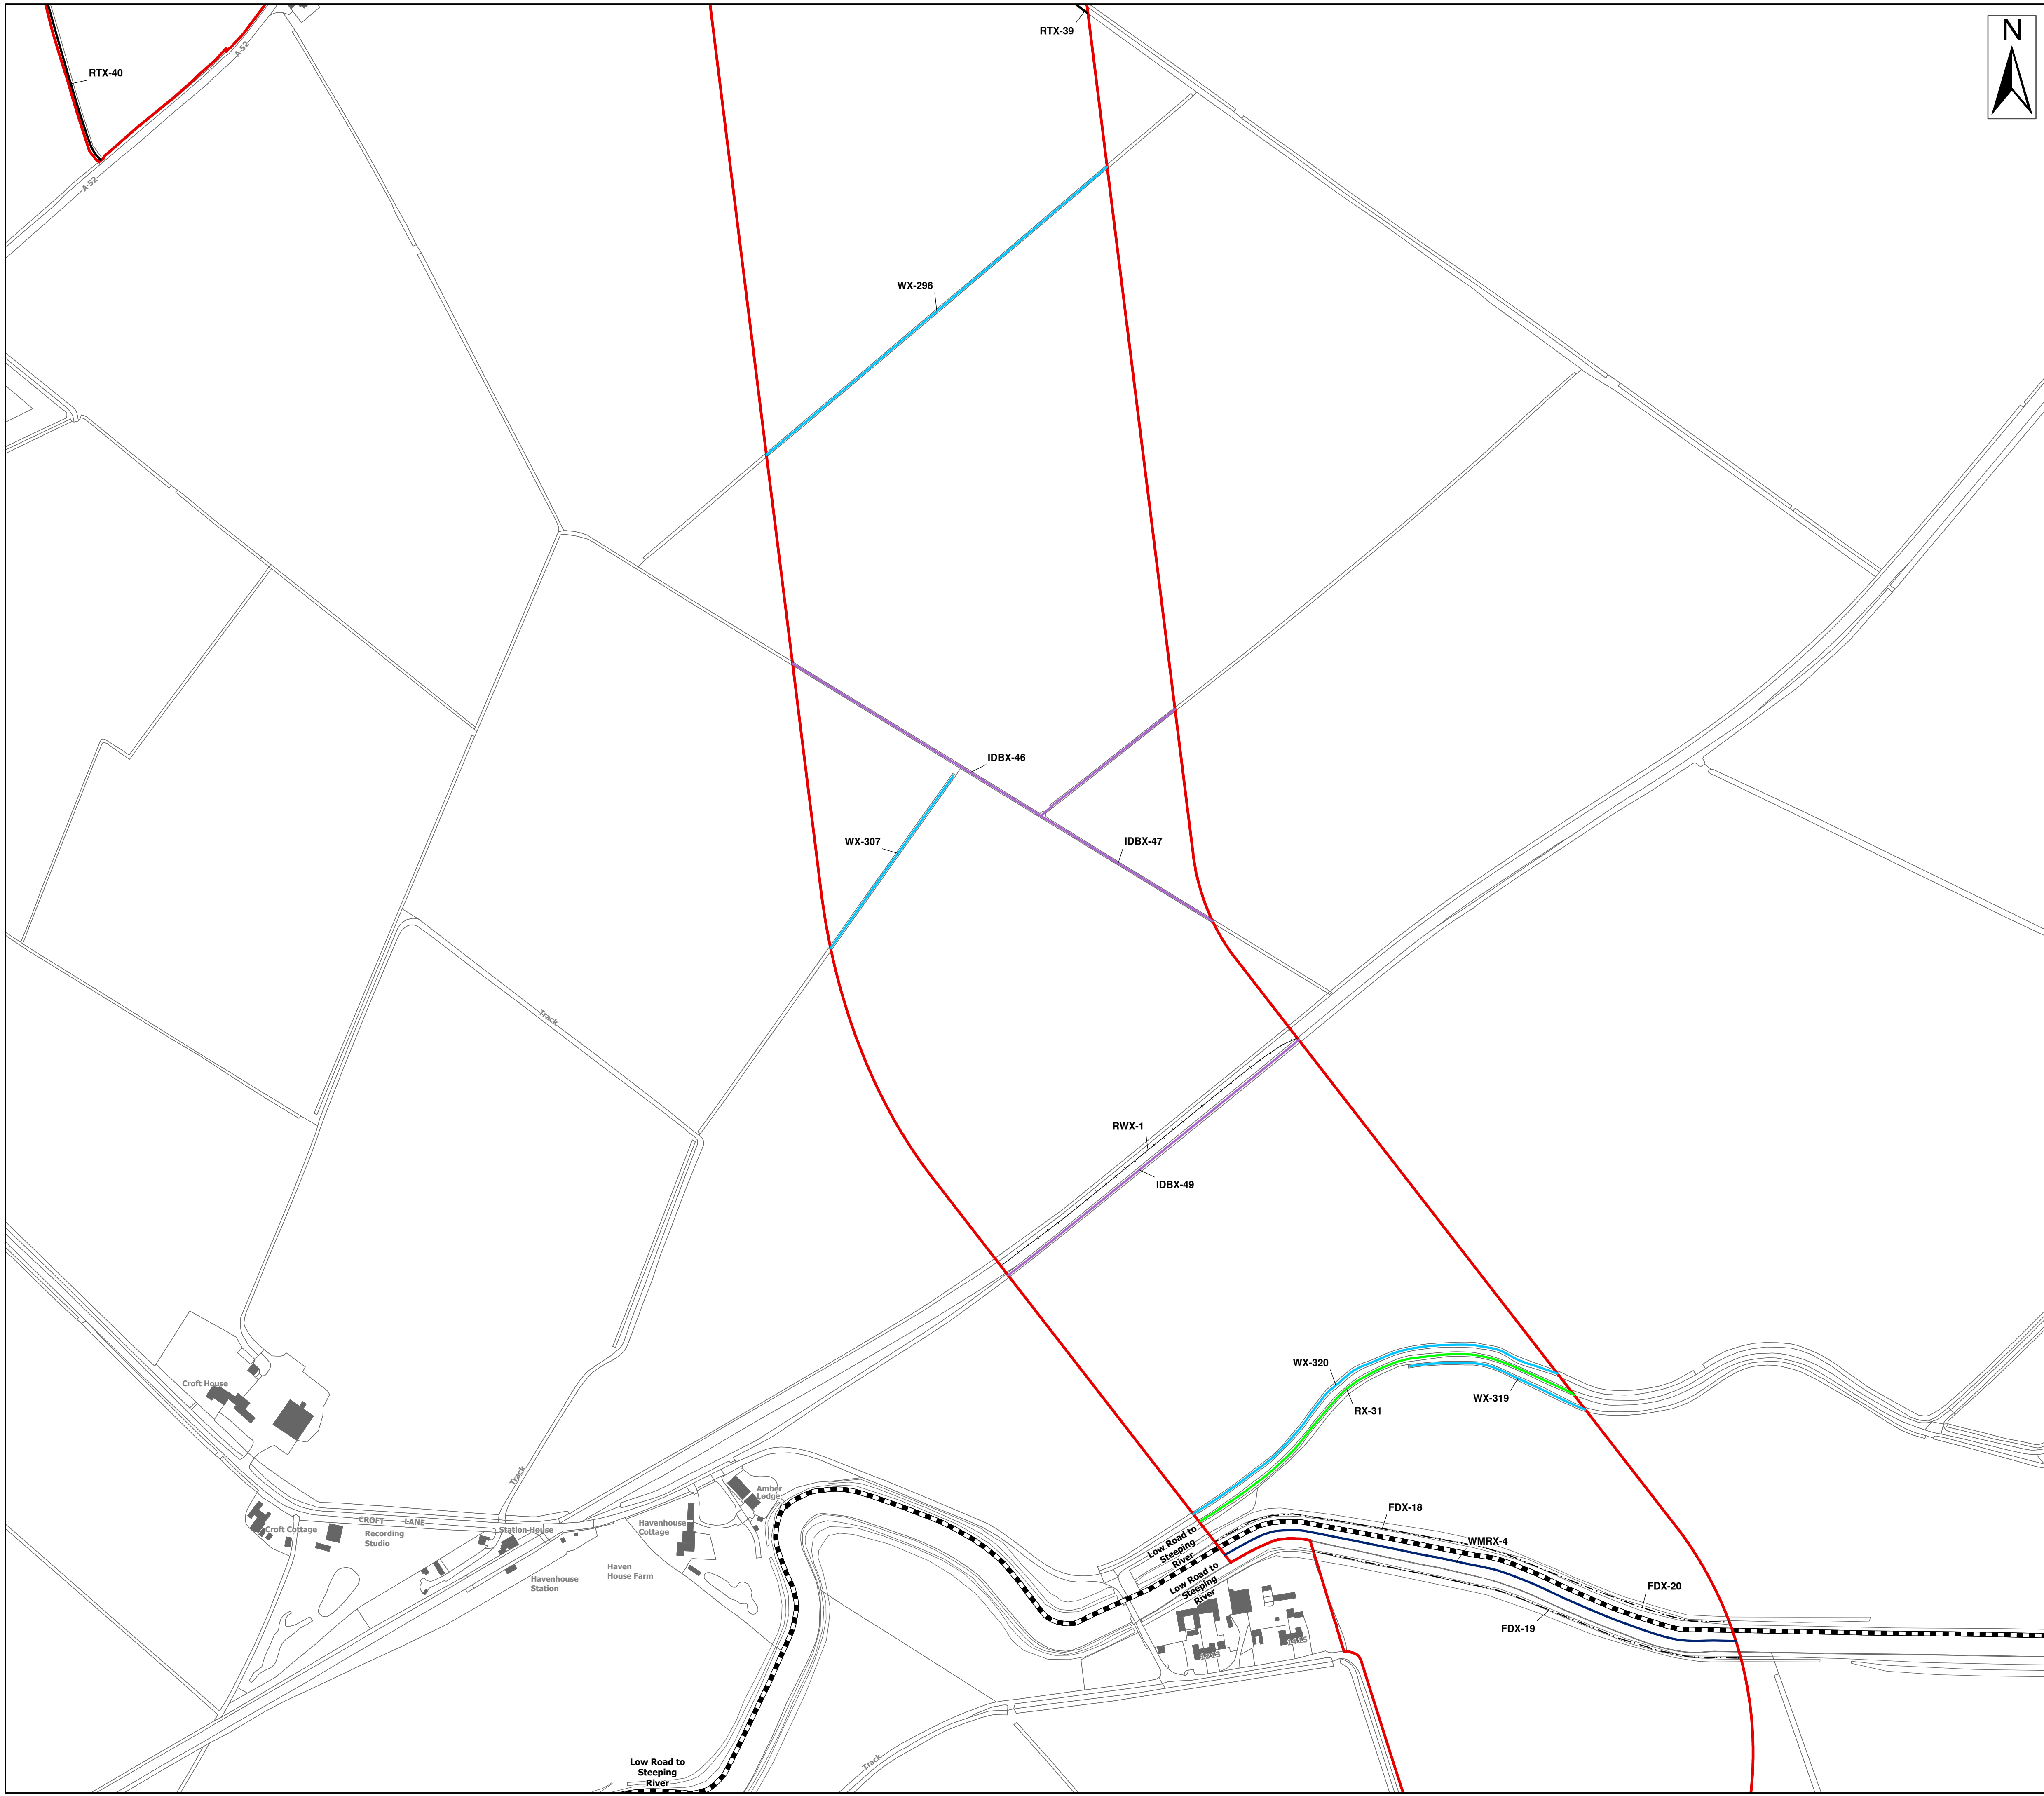 RTX-39
N
A-52
RTX-40
A-52
WX-296
IDBX-46
WX-307
IDBX-47
Track
RWX-1
IDBX-49
WX-320
Croft House
WX-319
RX-31
Track
Amber
Lodge
FDX-18
CROFT LANE
Havenhouse
Cottage
Croft Cottage
Station House
Recording
Studio
Low Road to
Steeping
River
WMRX-4
Haven
House Farm
Havenhouse
Station
Low Road to
Steeping
River
FDX-20
FDX-19
Low Road to
Steeping
River
Track